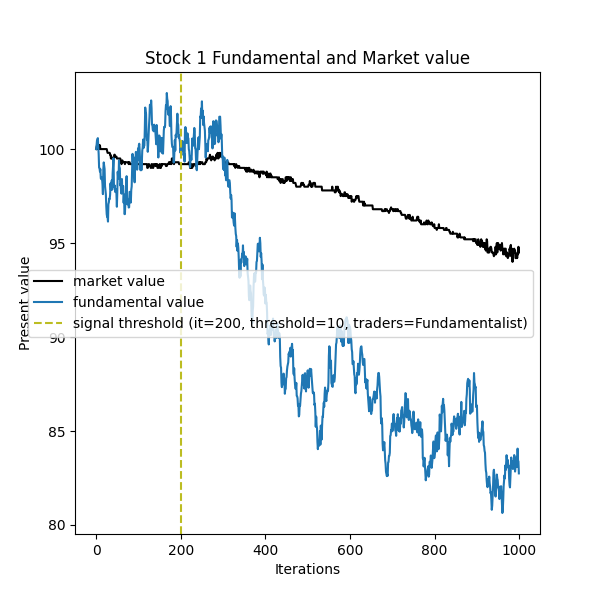 Stock 1 Fundamental and Market value
Present value
100
95
90
85
80
market value
fundamental value
signal threshold (it=200, threshold=10, traders=Fundamentalist)
0
200
400
600
800
1000
Iterations